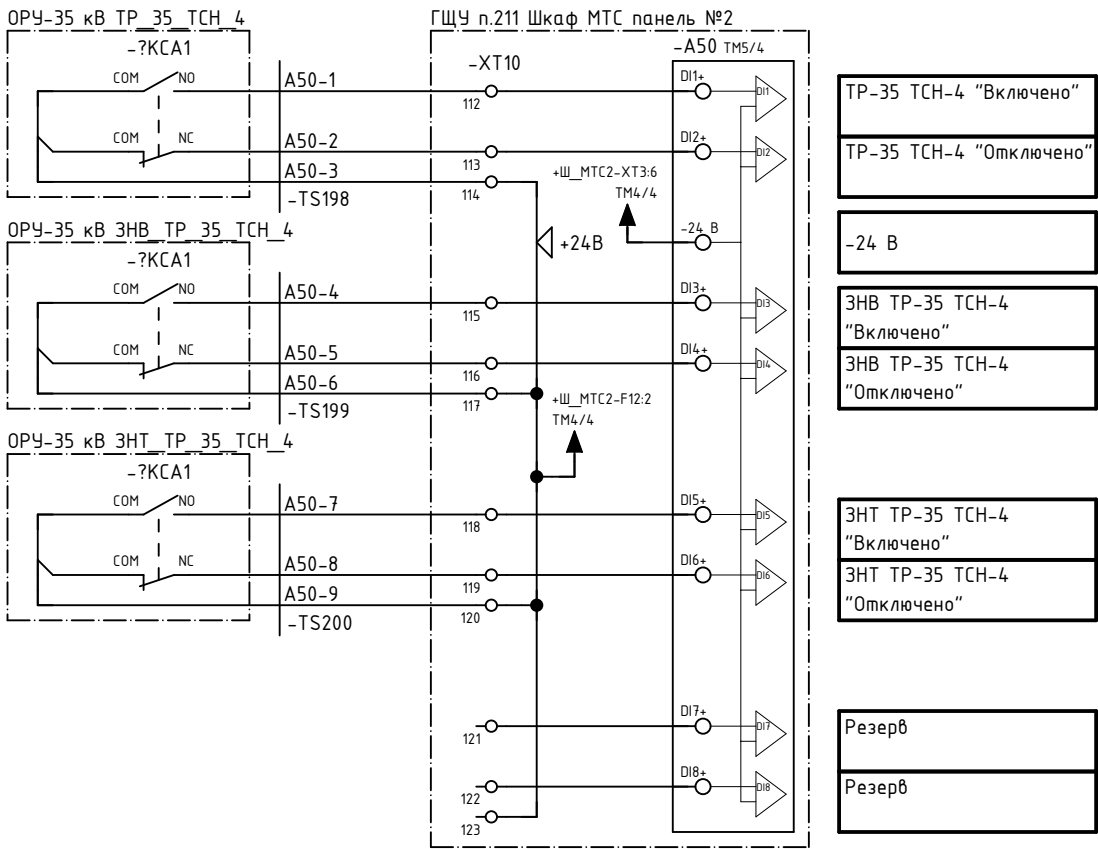 ОРУ-35 кВ ТР_35_ТСН_4
ГЩУ п.211 Шкаф МТС панель №2
-?KCA1
-XT10
-A50 TM5/4
COM NO
A50-1
112
DI1+
DI1
ТР-35 ТСН-4 "Включено"
COM NC
A50-2
113
DI2+
DI2
ТР-35 ТСН-4 "Отключено"
A50-3
114
-TS198
+Ш_МТС2-XT3:6
TM4/4
+24В
-24 В
-24 В
ОРУ-35 кВ ЗНВ_ТР_35_ТСН_4
-?KCA1
COM NO
A50-4
115
DI3+
DI3
ЗНВ ТР-35 ТСН-4
"Включено"
COM NC
A50-5
116
DI4+
DI4
ЗНВ ТР-35 ТСН-4
"Отключено"
A50-6
117
-TS199
+Ш_МТС2-F12:2
TM4/4
ОРУ-35 кВ ЗНТ_ТР_35_ТСН_4
-?KCA1
COM NO
A50-7
118
DI5+
DI5
ЗНТ ТР-35 ТСН-4
"Включено"
COM NC
A50-8
119
DI6+
DI6
ЗНТ ТР-35 ТСН-4
"Отключено"
A50-9
120
-TS200
121
DI7+
DI7
Резерв
122
DI8+
DI8
Резерв
123